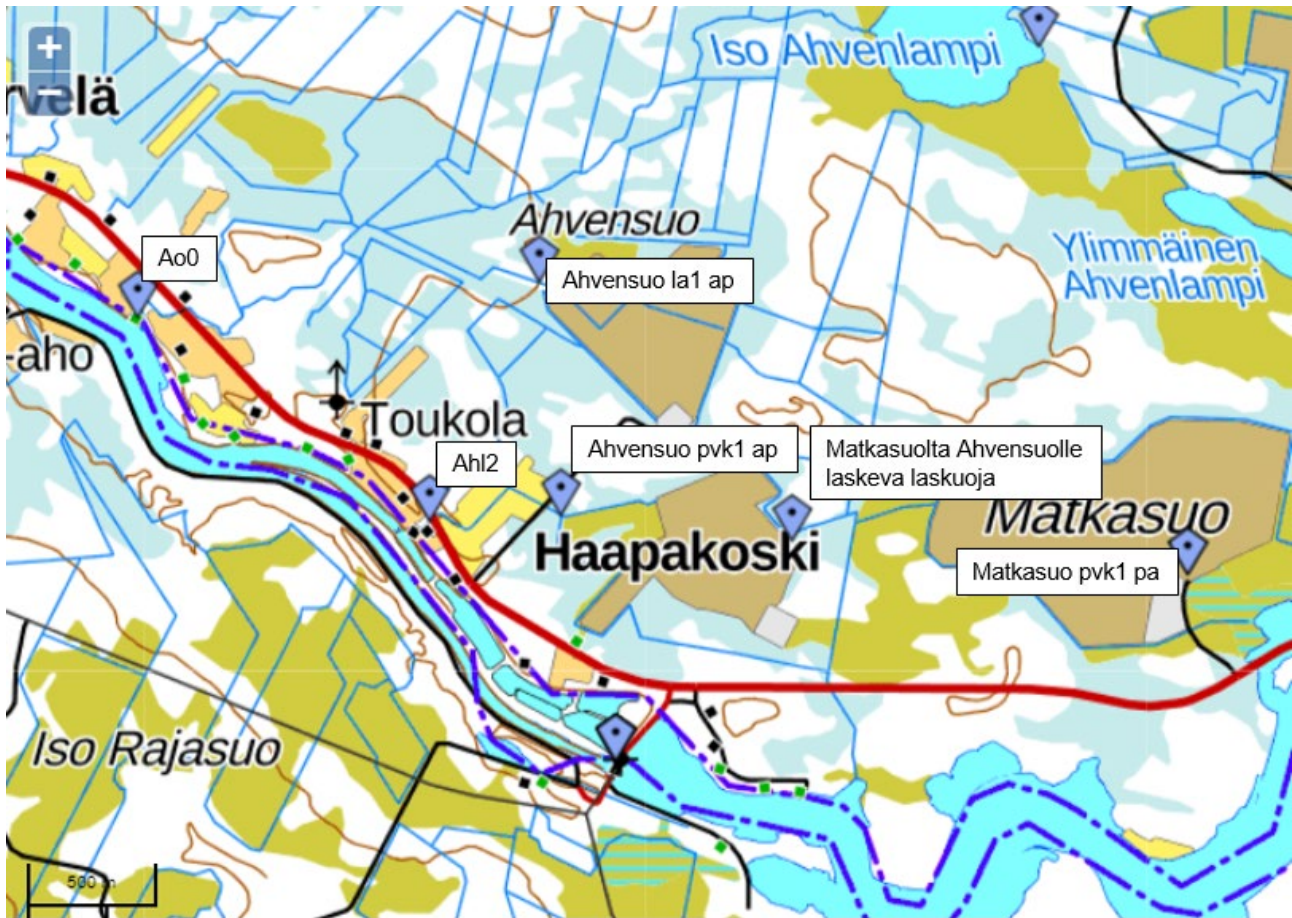 +
−
Iso Ahvenlampi
rvelä
Ahvensuo
Ao0
Ylimmäinen
Ahvenlampi
Ahvensuo la1 ap
-aho
Toukola
Ahvensuo pvk1 ap
Matkasuolta Ahvensuolle
laskeva laskuoja
Ahl2
Matkasuo
Haapakoski
Matkasuo pvk1 pa
Iso Rajasuo
500 m